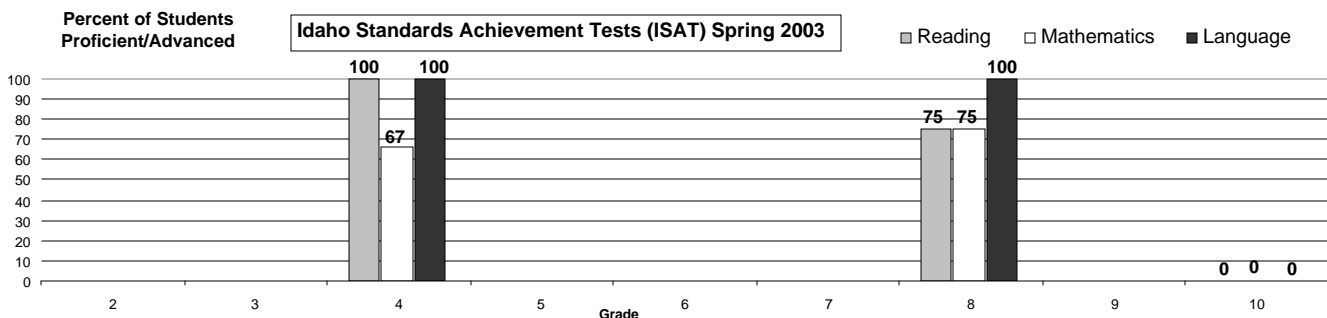 Percent of Students
Proficient/Advanced
Idaho Standards Achievement Tests (ISAT) Spring 2003
Reading Mathematics Language
100 100 100
100
90
80
70
60
50
40
30
20
10
0
67
75 75
0 0 0
2 3 4 5 6 7 8 9 10
Grade